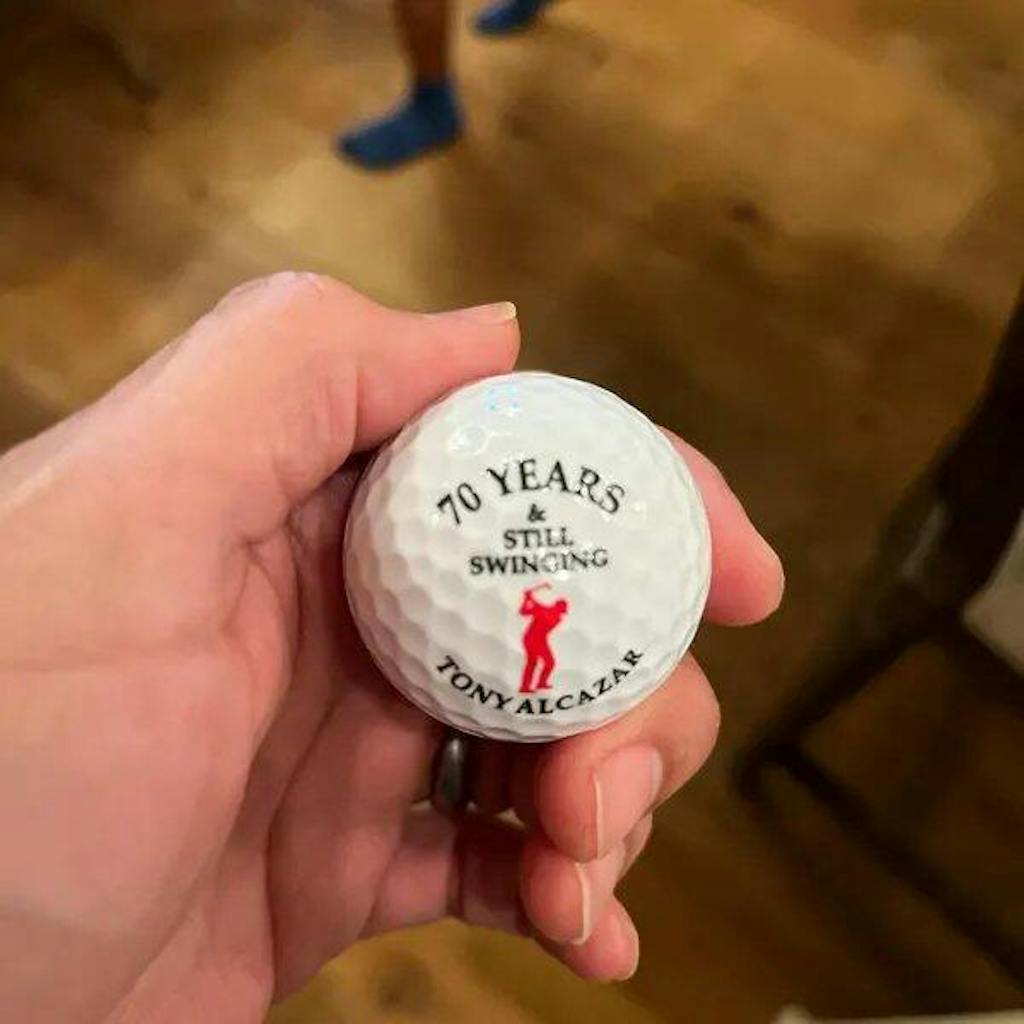 70 YEARS
&
STILL
SWINGING
TONY ALCAZAR